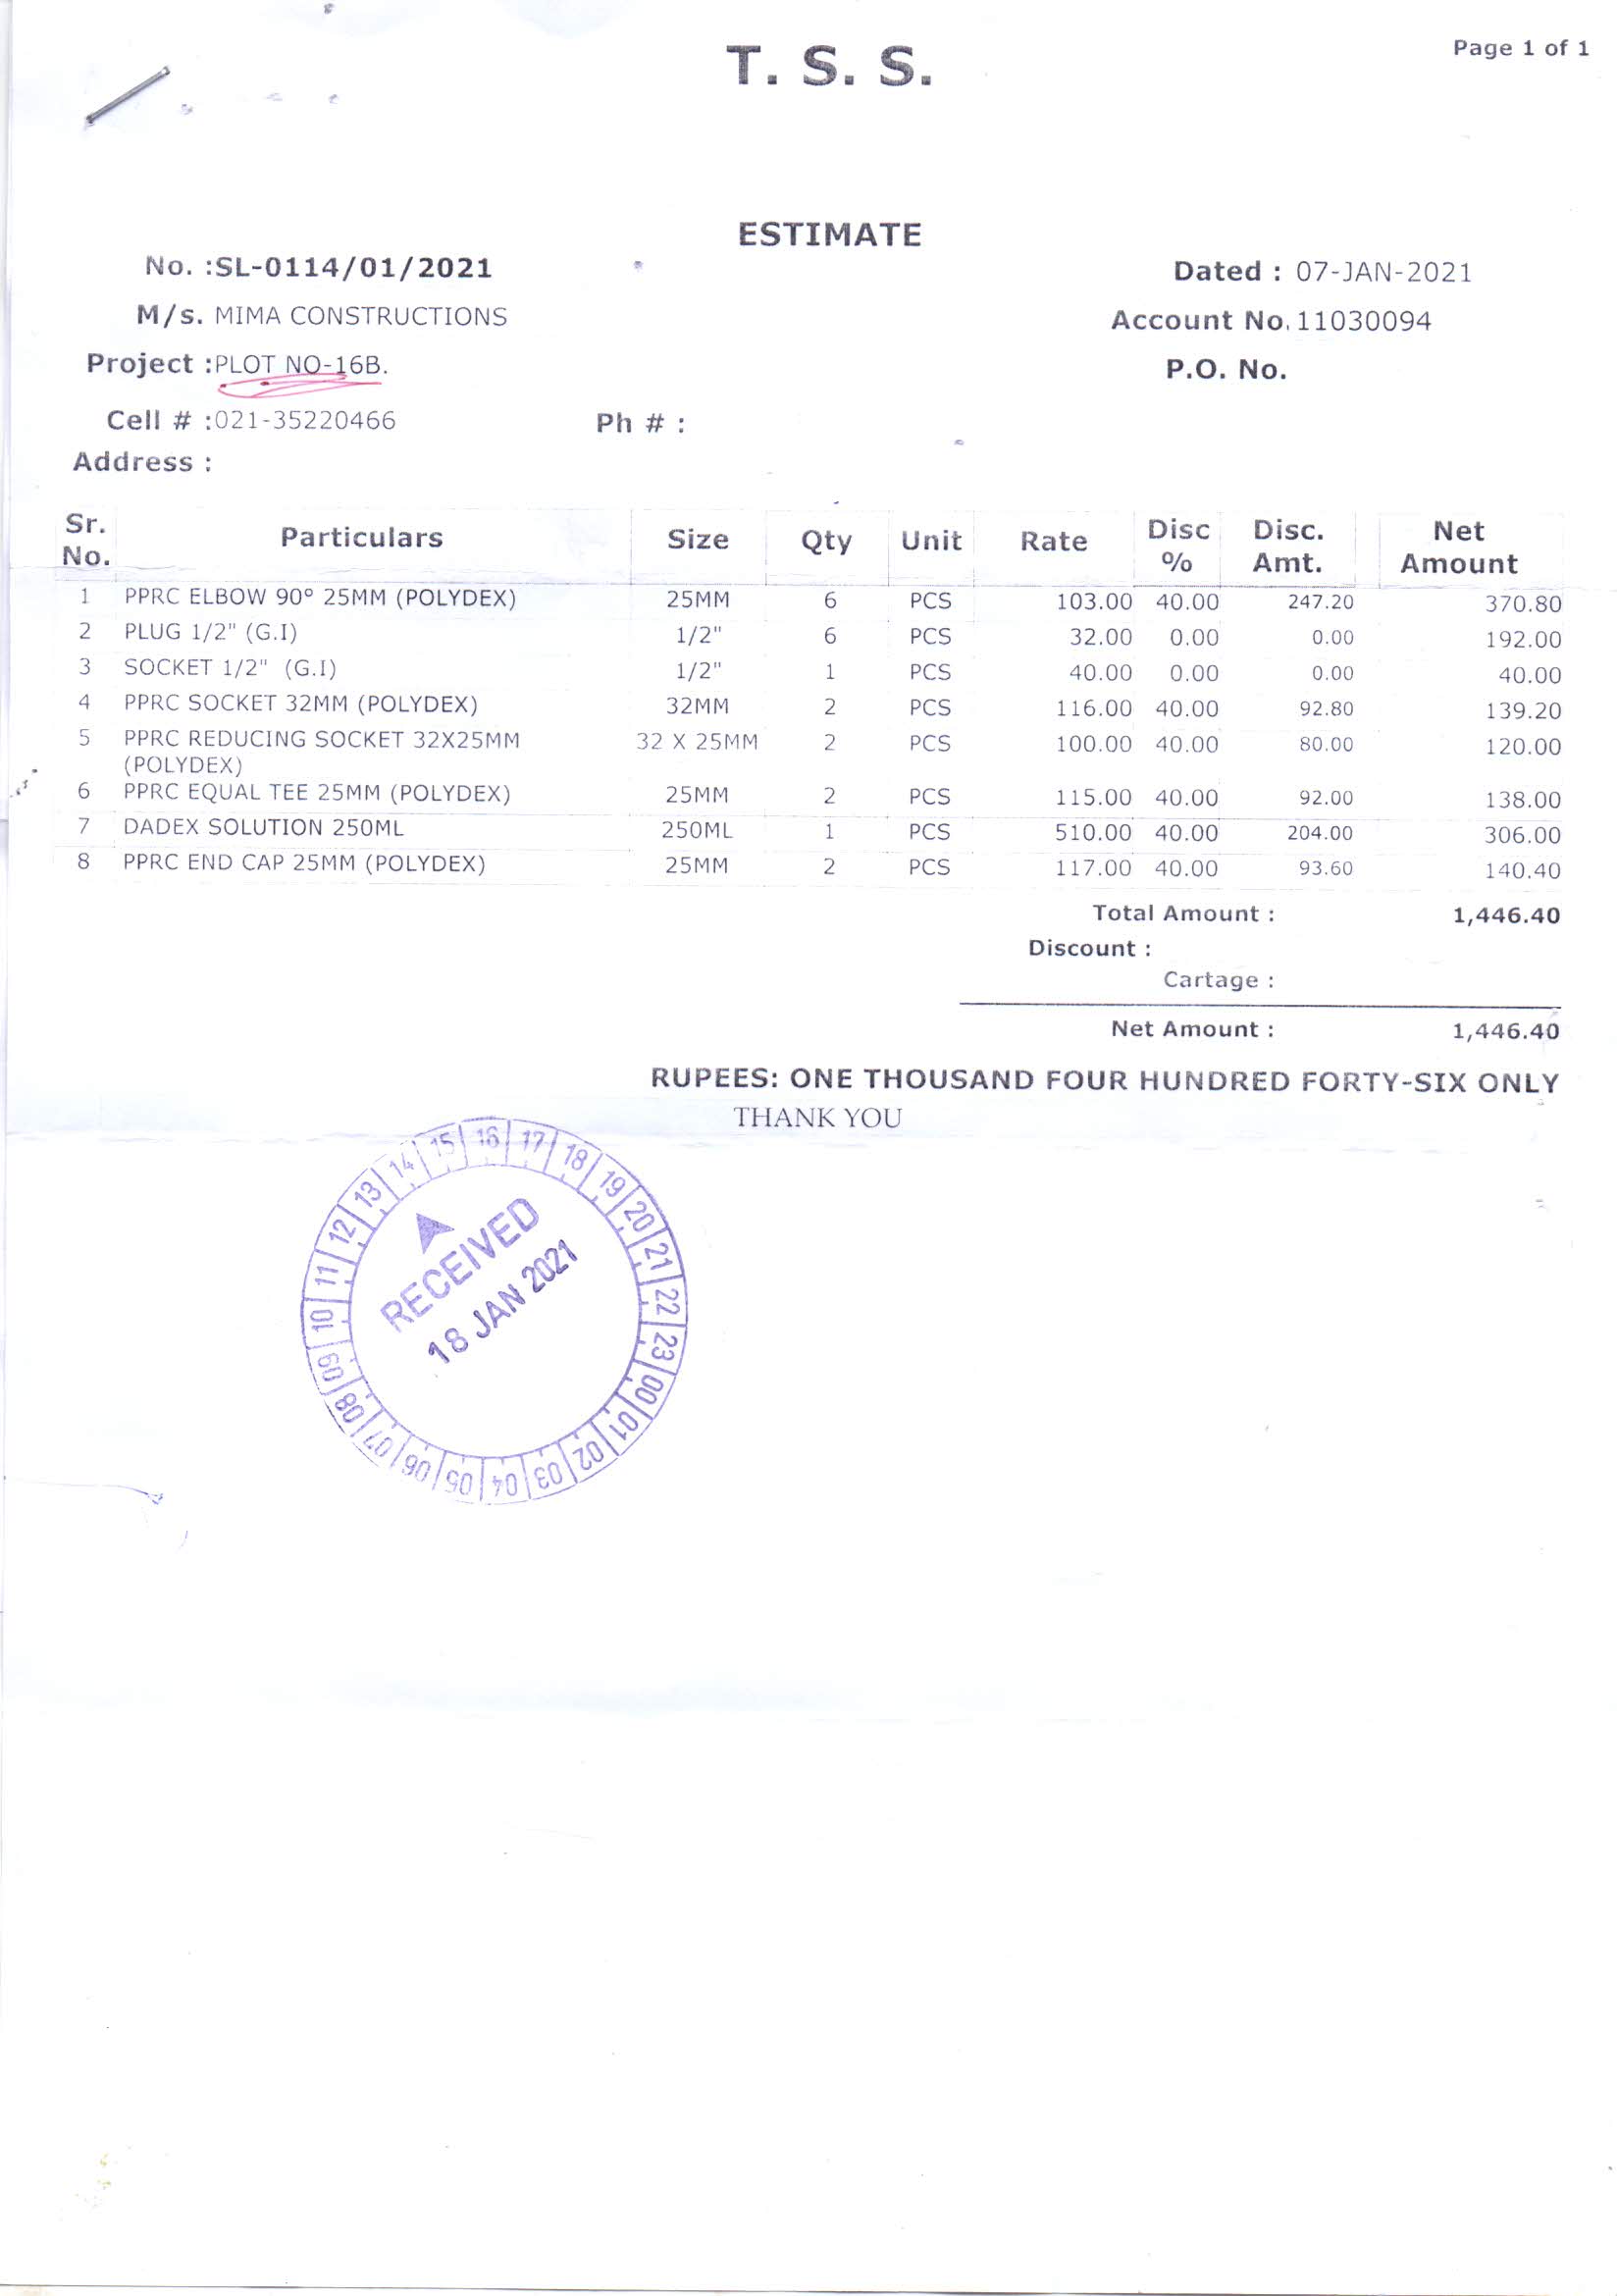 T. S. S.
Page 1 of 1
ESTIMATE
No. :SL-0114/01/2021
Dated : 07-JAN-2021
M/s. MIMA CONSTRUCTIONS
Account No. 11030094
Project :PLOT NO-16B.
P.O. No.
Cell # :021-35220466 Ph # :
Address :
Sr. No. Particulars Size Qty Unit Rate Disc % Disc. Amt. Net Amount
1 PPRC ELBOW 90° 25MM (POLYDEX) 25MM 6 PCS 103.00 40.00 247.20 370.80
2 PLUG 1/2" (G.I) 1/2" 6 PCS 32.00 0.00 0.00 192.00
3 SOCKET 1/2" (G.I) 1/2" 1 PCS 40.00 0.00 0.00 40.00
4 PPRC SOCKET 32MM (POLYDEX) 32MM 2 PCS 116.00 40.00 92.80 139.20
5 PPRC REDUCING SOCKET 32X25MM 32 X 25MM 2 PCS 100.00 40.00 80.00 120.00
(POLYDEX)
6 PPRC EQUAL TEE 25MM (POLYDEX) 25MM 2 PCS 115.00 40.00 92.00 138.00
7 DADEX SOLUTION 250ML 250ML 1 PCS 510.00 40.00 204.00 306.00
8 PPRC END CAP 25MM (POLYDEX) 25MM 2 PCS 117.00 40.00 93.60 140.40
Total Amount : 1,446.40
Discount :
Cartage :
Net Amount : 1,446.40
RUPEES: ONE THOUSAND FOUR HUNDRED FORTY-SIX ONLY
THANK YOU
RECEIVED
18 JAN 2021
00 01 02 03 04 05 06 07 08 09 10 11 12 13 14 15 16 17 18 19 20 21 22 23